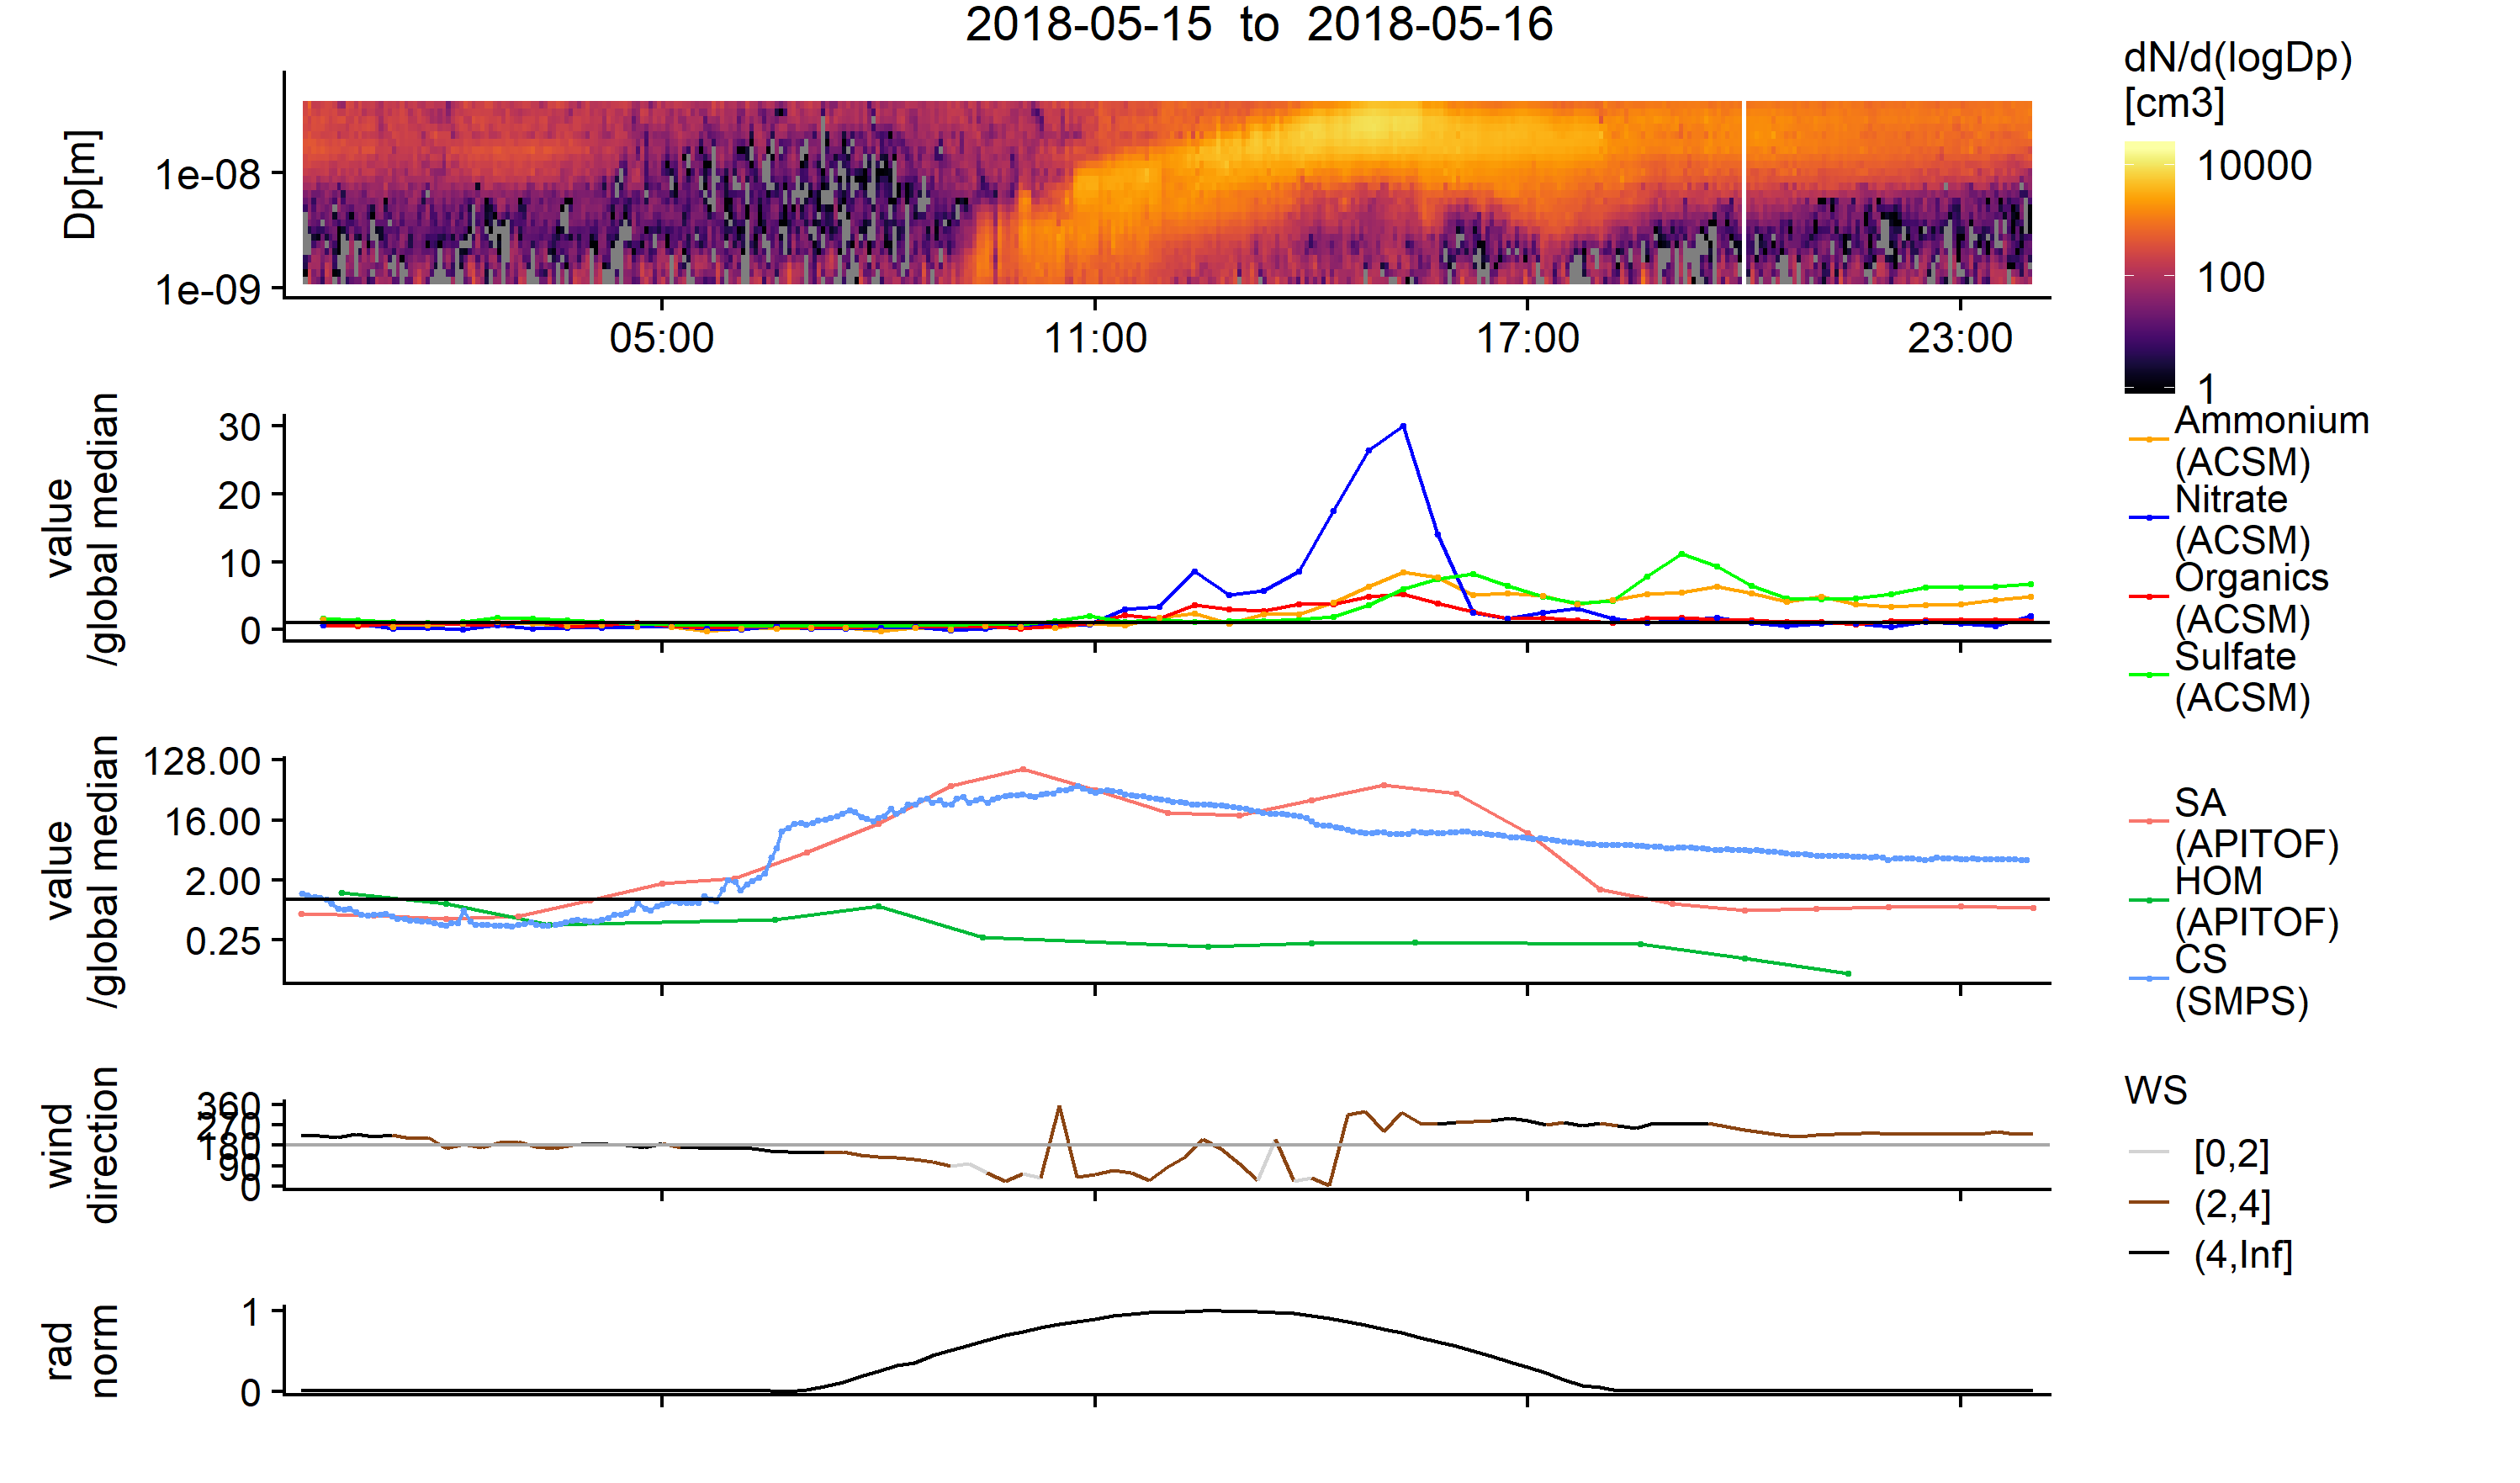 2018-05-15 to 2018-05-16
Dp[m]
1e-08
1e-09
05:00
11:00
17:00
23:00
dN/d(logDp)
[cm3]
10000
100
1
value
/global median
30
20
10
0
Ammonium
(ACSM)
Nitrate
(ACSM)
Organics
(ACSM)
Sulfate
(ACSM)
value
/global median
128.00
16.00
2.00
0.25
SA
(APITOF)
HOM
(APITOF)
CS
(SMPS)
wind
direction
360
270
180
90
0
WS
[0,2]
(2,4]
(4,Inf]
rad
norm
1
0